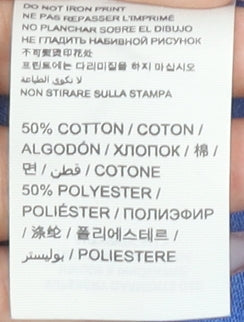 DO NOT IRON PRINT
NE PAS REPASSER L'IMPRIMÉ
NO PLANCHAR SOBRE EL DIBUJO
НЕ ГЛАДИТЬ НАБИВНОЙ РИСУНОК
不可熨烫印花处
프린트에는 다리미질을 하지 마십시오
لا تكوى الطباعة
NON STIRARE SULLA STAMPA
50% COTTON / COTON /
ALGODÓN / ХЛОПОК / 棉 /
면 / قطن / COTONE
50% POLYESTER /
POLIÉSTER / ПОЛИЭФИР
/ 涤纶 / 폴리에스테르 /
بوليستر / POLIESTERE